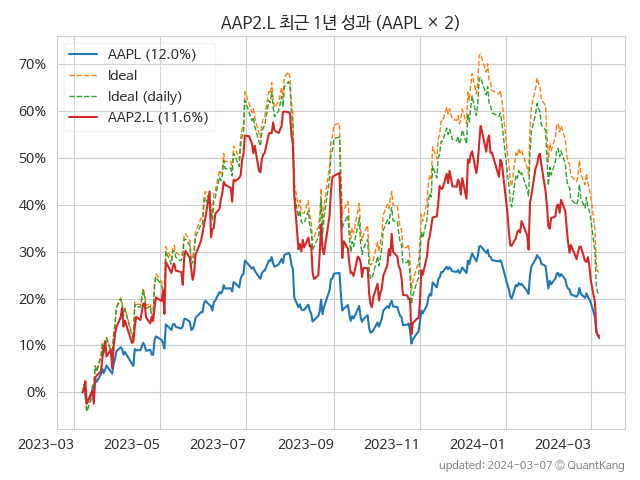 AAP2.L 최근 1년 성과 (AAPL × 2)
AAPL (12.0%)
Ideal
Ideal (daily)
AAP2.L (11.6%)
70%
60%
50%
40%
30%
20%
10%
0%
2023-03 2023-05 2023-07 2023-09 2023-11 2024-01 2024-03
updated: 2024-03-07 © QuantKang